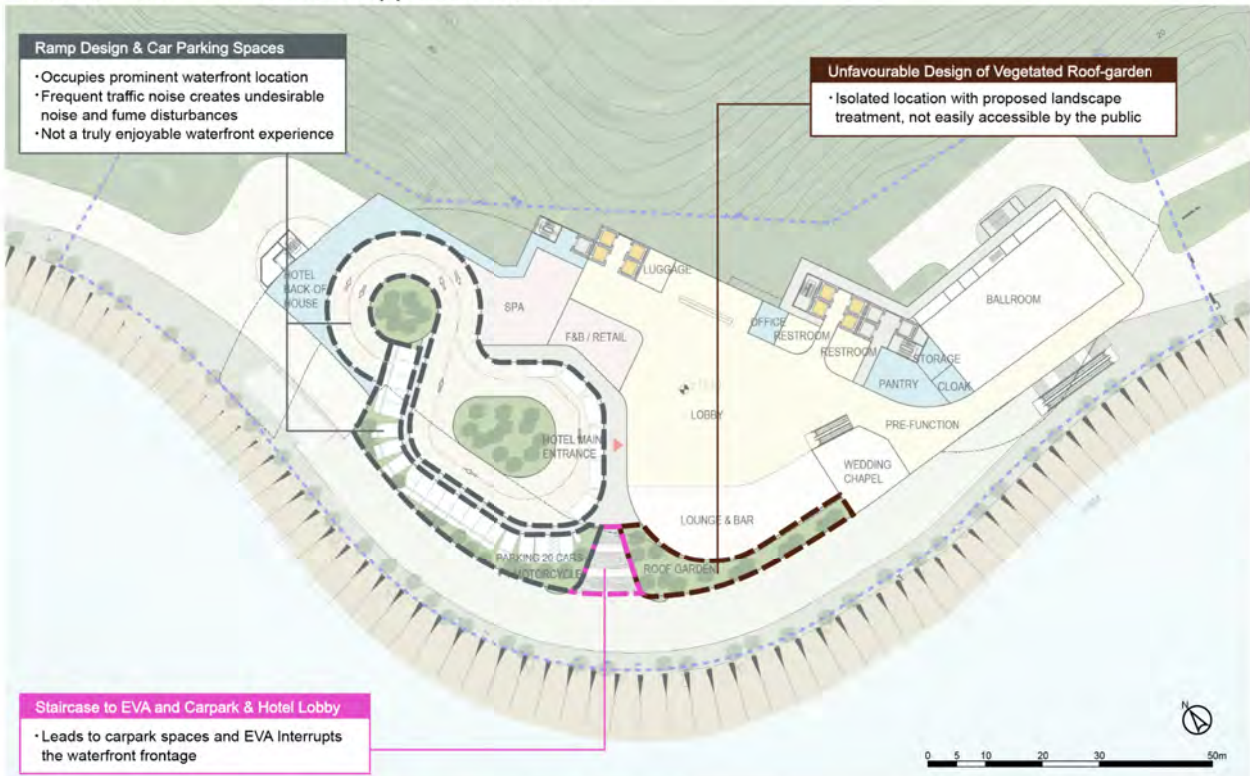 Ramp Design & Car Parking Spaces
·Occupies prominent waterfront location
·Frequent traffic noise creates undesirable
noise and fume disturbances
·Not a truly enjoyable waterfront experience
Unfavourable Design of Vegetated Roof-garden
·Isolated location with proposed landscape
treatment, not easily accessible by the public
HOTEL
BACK-OF
HOUSE
SPA
LUGGAGE
F&B / RETAIL
OFFICE
RESTROOM
RESTROOM
BALLROOM
STORAGE
PANTRY
CLOAK
LOBBY
PRE-FUNCTION
HOTEL MAIN
ENTRANCE
WEDDING
CHAPEL
LOUNGE & BAR
PARKING 20 CARS
MOTORCYCLE
ROOF GARDEN
Staircase to EVA and Carpark & Hotel Lobby
·Leads to carpark spaces and EVA Interrupts
the waterfront frontage
N
0 5 10 20 30 50m